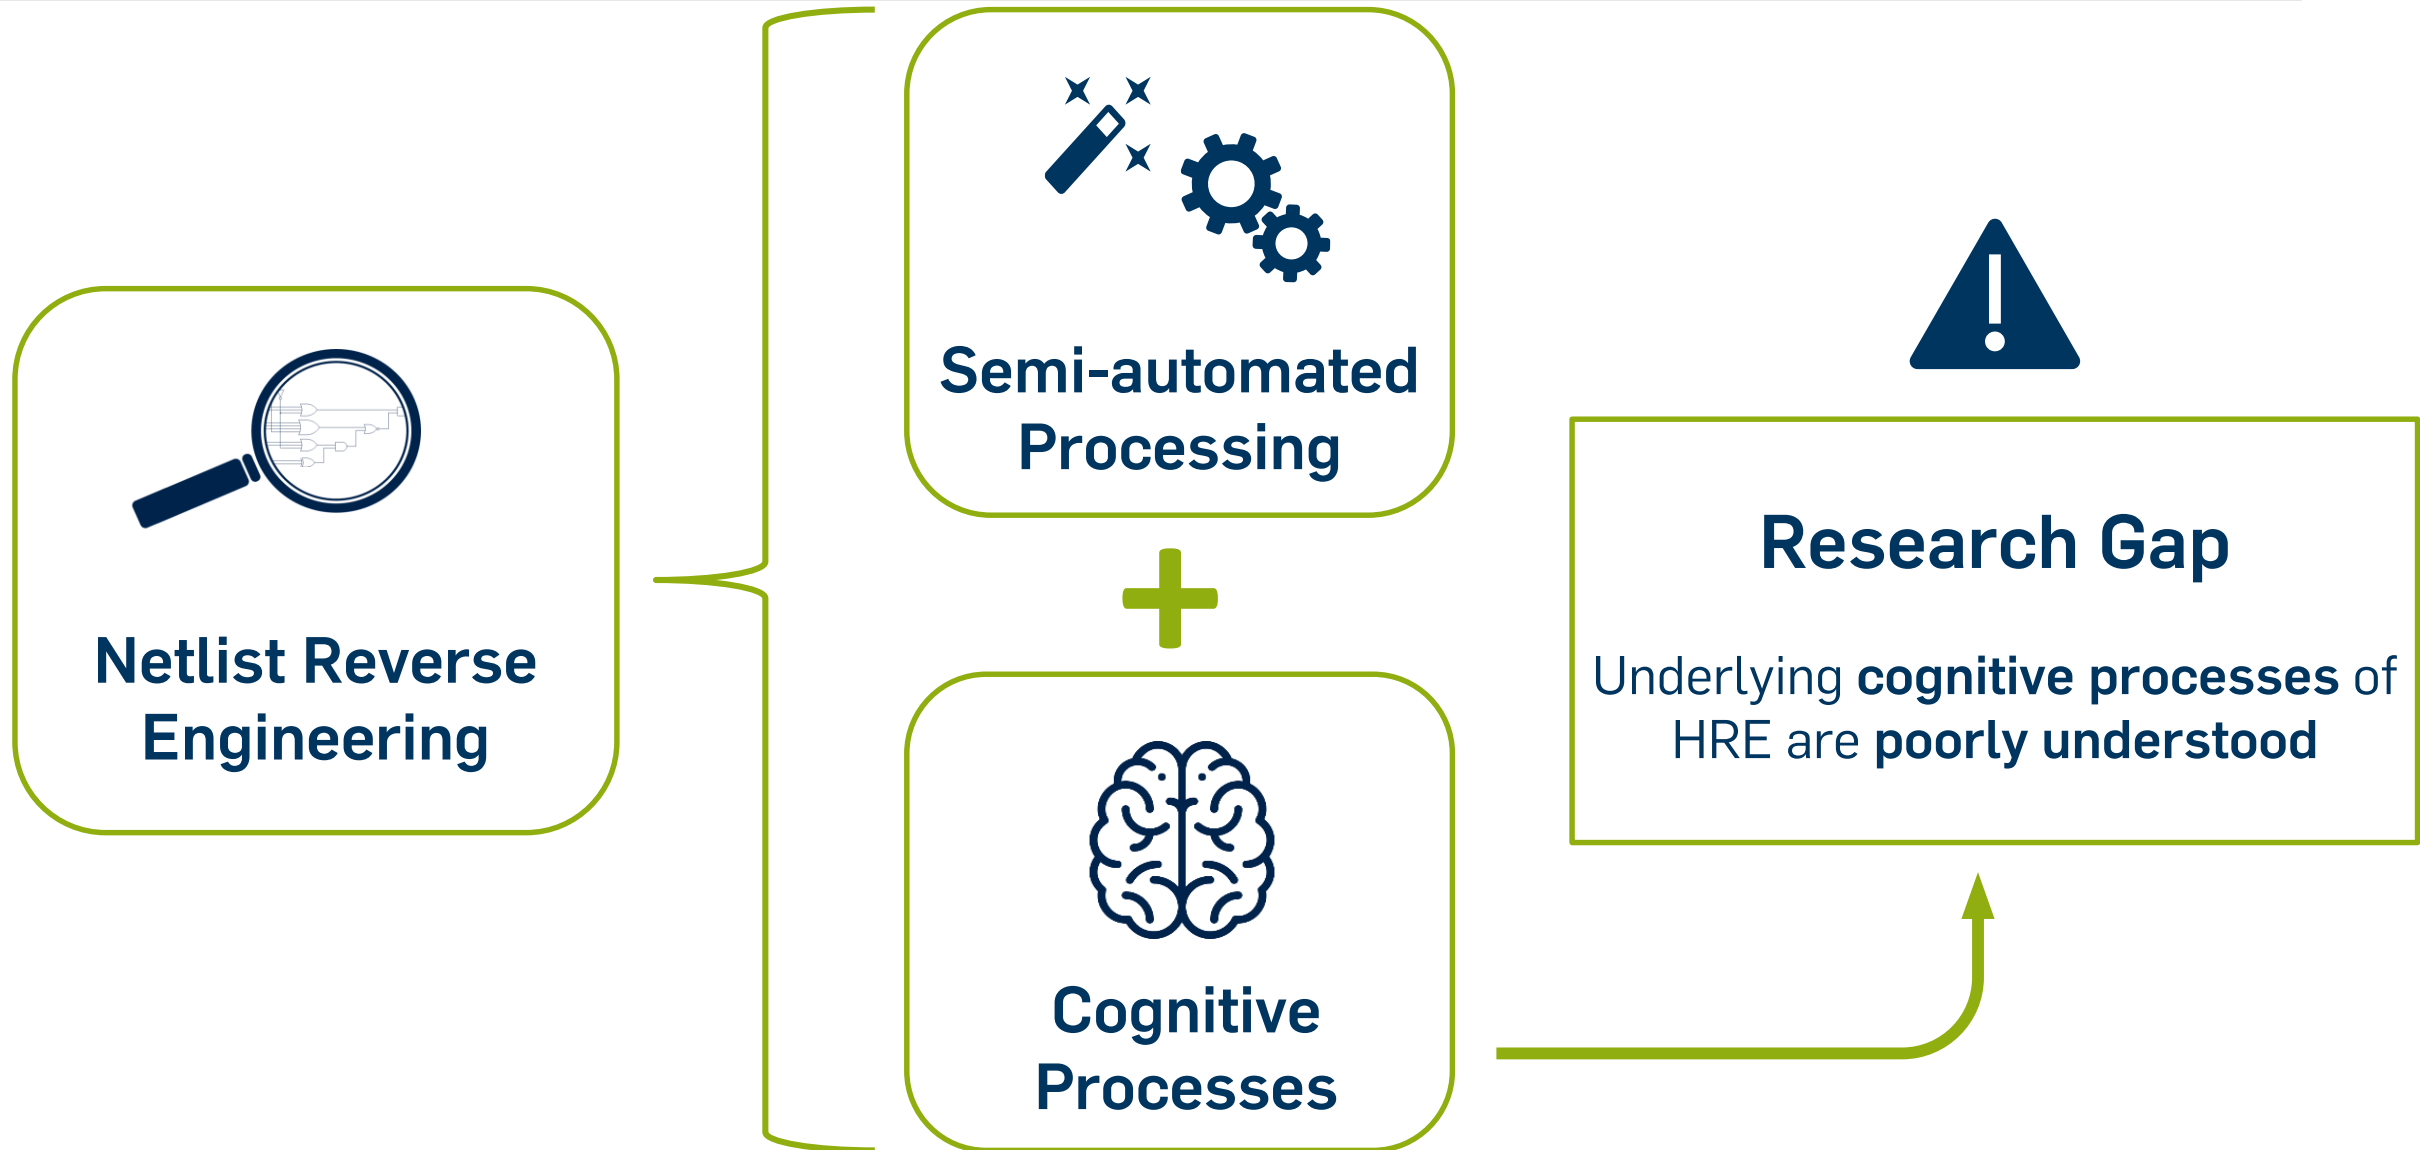 Netlist Reverse
Engineering
Semi-automated
Processing
Cognitive
Processes
Research Gap
Underlying cognitive processes of
HRE are poorly understood